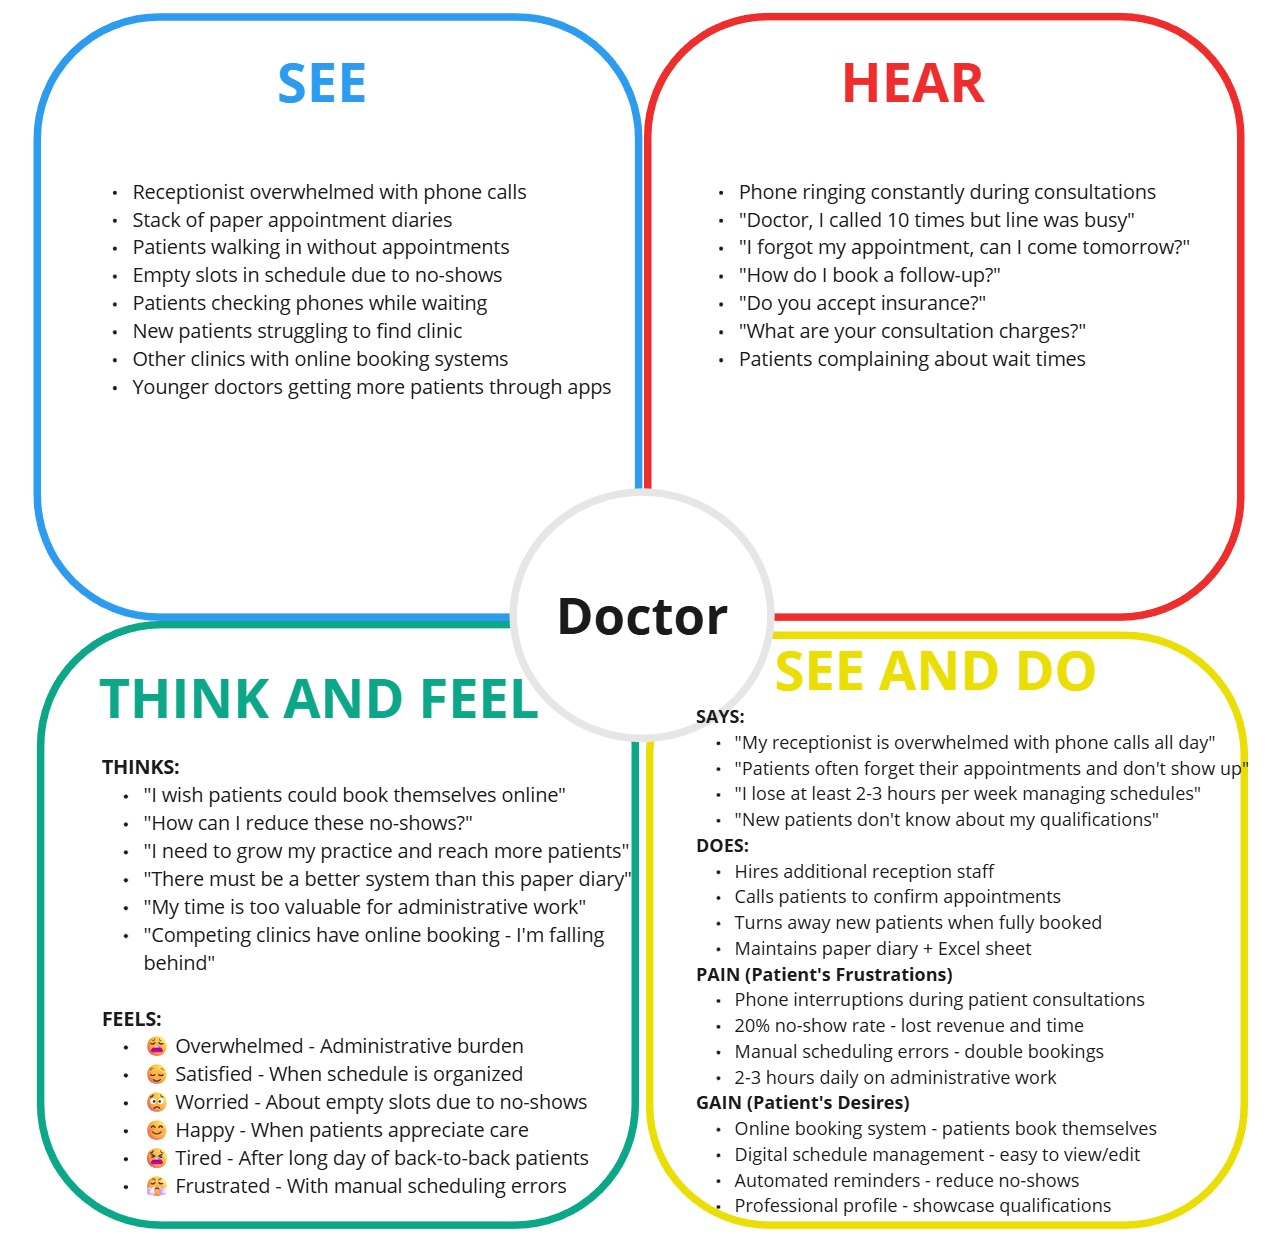 SEE
• Receptionist overwhelmed with phone calls
• Stack of paper appointment diaries
• Patients walking in without appointments
• Empty slots in schedule due to no-shows
• Patients checking phones while waiting
• New patients struggling to find clinic
• Other clinics with online booking systems
• Younger doctors getting more patients through apps
HEAR
• Phone ringing constantly during consultations
• "Doctor, I called 10 times but line was busy"
• "I forgot my appointment, can I come tomorrow?"
• "How do I book a follow-up?"
• "Do you accept insurance?"
• "What are your consultation charges?"
• Patients complaining about wait times
Doctor
THINK AND FEEL
THINKS:
• "I wish patients could book themselves online"
• "How can I reduce these no-shows?"
• "I need to grow my practice and reach more patients"
• "There must be a better system than this paper diary"
• "My time is too valuable for administrative work"
• "Competing clinics have online booking - I'm falling
behind"
FEELS:
• 😩 Overwhelmed - Administrative burden
• 😌 Satisfied - When schedule is organized
• 😟 Worried - About empty slots due to no-shows
• 😊 Happy - When patients appreciate care
• 😫 Tired - After long day of back-to-back patients
• 😤 Frustrated - With manual scheduling errors
SEE AND DO
SAYS:
• "My receptionist is overwhelmed with phone calls all day"
• "Patients often forget their appointments and don't show up"
• "I lose at least 2-3 hours per week managing schedules"
• "New patients don't know about my qualifications"
DOES:
• Hires additional reception staff
• Calls patients to confirm appointments
• Turns away new patients when fully booked
• Maintains paper diary + Excel sheet
PAIN (Patient's Frustrations)
• Phone interruptions during patient consultations
• 20% no-show rate - lost revenue and time
• Manual scheduling errors - double bookings
• 2-3 hours daily on administrative work
GAIN (Patient's Desires)
• Online booking system - patients book themselves
• Digital schedule management - easy to view/edit
• Automated reminders - reduce no-shows
• Professional profile - showcase qualifications